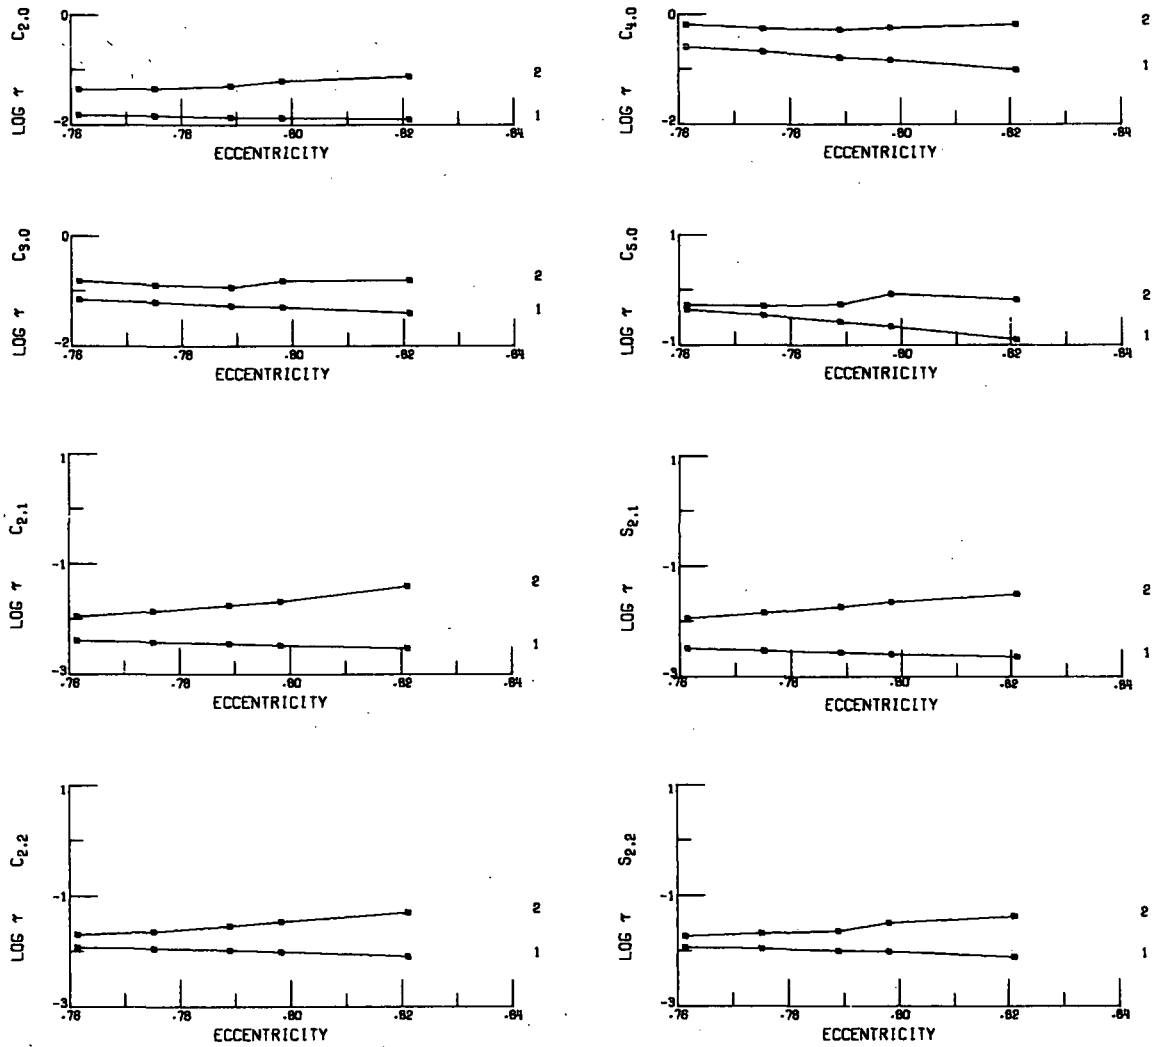 LOG τ C2,0
0
-2
.76 .78 .80 .82 .84
ECCENTRICITY
2
1
LOG τ C4,0
0
-2
.76 .78 .80 .82 .84
ECCENTRICITY
2
1
LOG τ C3,0
0
-2
.76 .78 .80 .82 .84
ECCENTRICITY
2
1
LOG τ C5,0
1
-1
.76 .78 .80 .82 .84
ECCENTRICITY
2
1
LOG τ C2,1
1
-1
-3
.76 .78 .80 .82 .84
ECCENTRICITY
2
1
LOG τ S2,1
1
-1
-3
.76 .78 .80 .82 .84
ECCENTRICITY
2
1
LOG τ C2,2
1
-1
-3
.76 .78 .80 .82 .84
ECCENTRICITY
2
1
LOG τ S2,2
1
-1
-3
.76 .78 .80 .82 .84
ECCENTRICITY
2
1